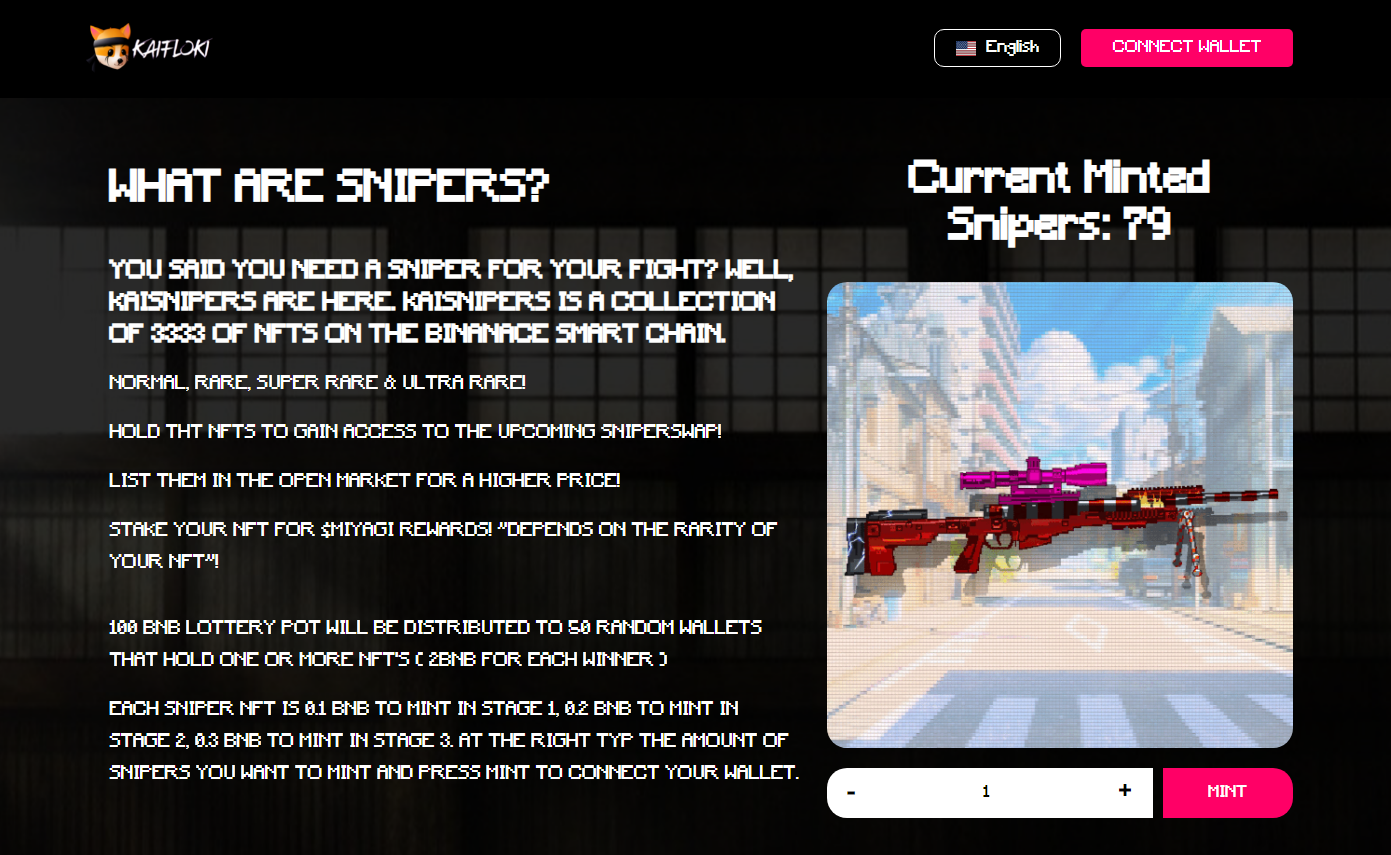 KAIFLOKI
English
CONNECT WALLET
WHAT ARE SNIPERS?
YOU SAID YOU NEED A SNIPER FOR YOUR FIGHT? WELL,
KAISNIPERS ARE HERE. KAISNIPERS IS A COLLECTION
OF 3333 OF NFTS ON THE BINANACE SMART CHAIN.
NORMAL, RARE, SUPER RARE & ULTRA RARE!
HOLD THT NFTS TO GAIN ACCESS TO THE UPCOMING SNIPERSWAP!
LIST THEM IN THE OPEN MARKET FOR A HIGHER PRICE!
STAKE YOUR NFT FOR $MIYAGI REWARDS! "DEPENDS ON THE RARITY OF
YOUR NFT"!
100 BNB LOTTERY POT WILL BE DISTRIBUTED TO 50 RANDOM WALLETS
THAT HOLD ONE OR MORE NFT'S ( 2BNB FOR EACH WINNER )
EACH SNIPER NFT IS 0.1 BNB TO MINT IN STAGE 1, 0.2 BNB TO MINT IN
STAGE 2, 0.3 BNB TO MINT IN STAGE 3. AT THE RIGHT TYP THE AMOUNT OF
SNIPERS YOU WANT TO MINT AND PRESS MINT TO CONNECT YOUR WALLET.
Current Minted
Snipers: 79
- 1 +
MINT